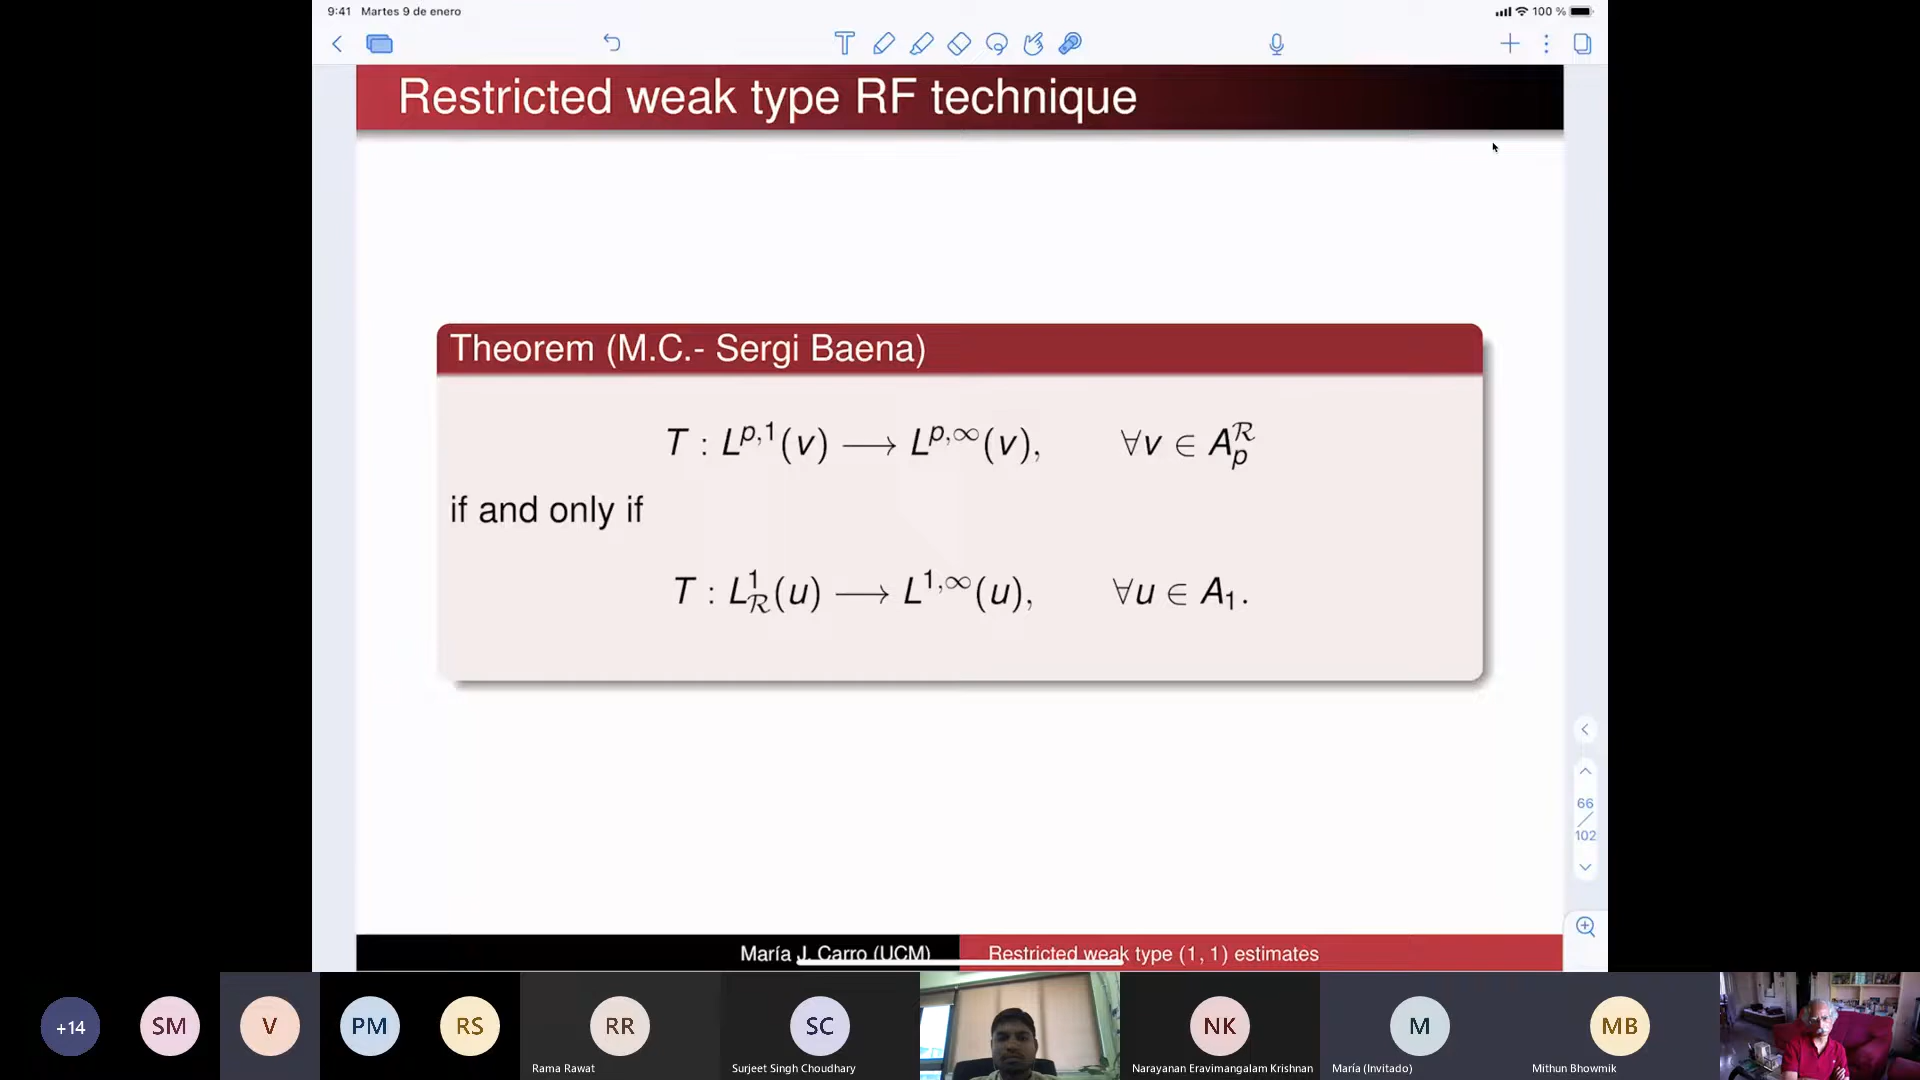 9:41 Martes 9 de enero
100 %
Restricted weak type RF technique
Theorem (M.C.- Sergi Baena)
T : L^{p,1}(v) ⟶ L^{p,∞}(v), ∀v ∈ A_p^ℛ
if and only if
T : L^1_ℛ(u) ⟶ L^{1,∞}(u), ∀u ∈ A_1.
66
102
María J. Carro (UCM) Restricted weak type (1, 1) estimates
+14 SM V PM RS RR SC NK M MB
Rama Rawat Surjeet Singh Choudhary Narayanan Eravimangalam Krishnan María (Invitado) Mithun Bhowmik